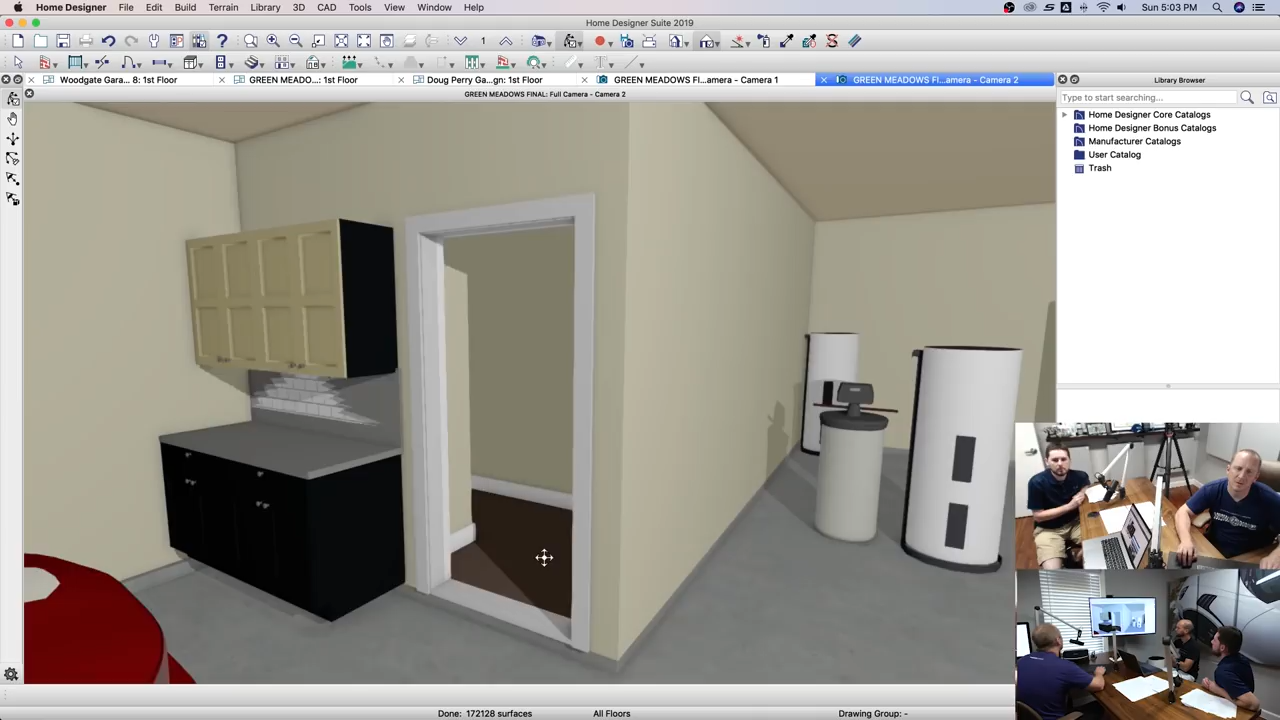 Home Designer File Edit Build Terrain Library 3D CAD Tools View Window Help Sun 5:03 PM
Home Designer Suite 2019
1
Woodgate Gara... 8: 1st Floor GREEN MEADO...: 1st Floor Doug Perry Ga...gn: 1st Floor GREEN MEADOWS Fl...amera - Camera 1 GREEN MEADOWS Fl...amera - Camera 2 Library Browser
GREEN MEADOWS FINAL: Full Camera - Camera 2
Type to start searching...
Home Designer Core Catalogs
Home Designer Bonus Catalogs
Manufacturer Catalogs
User Catalog
Trash
Done: 172128 surfaces All Floors Drawing Group: -